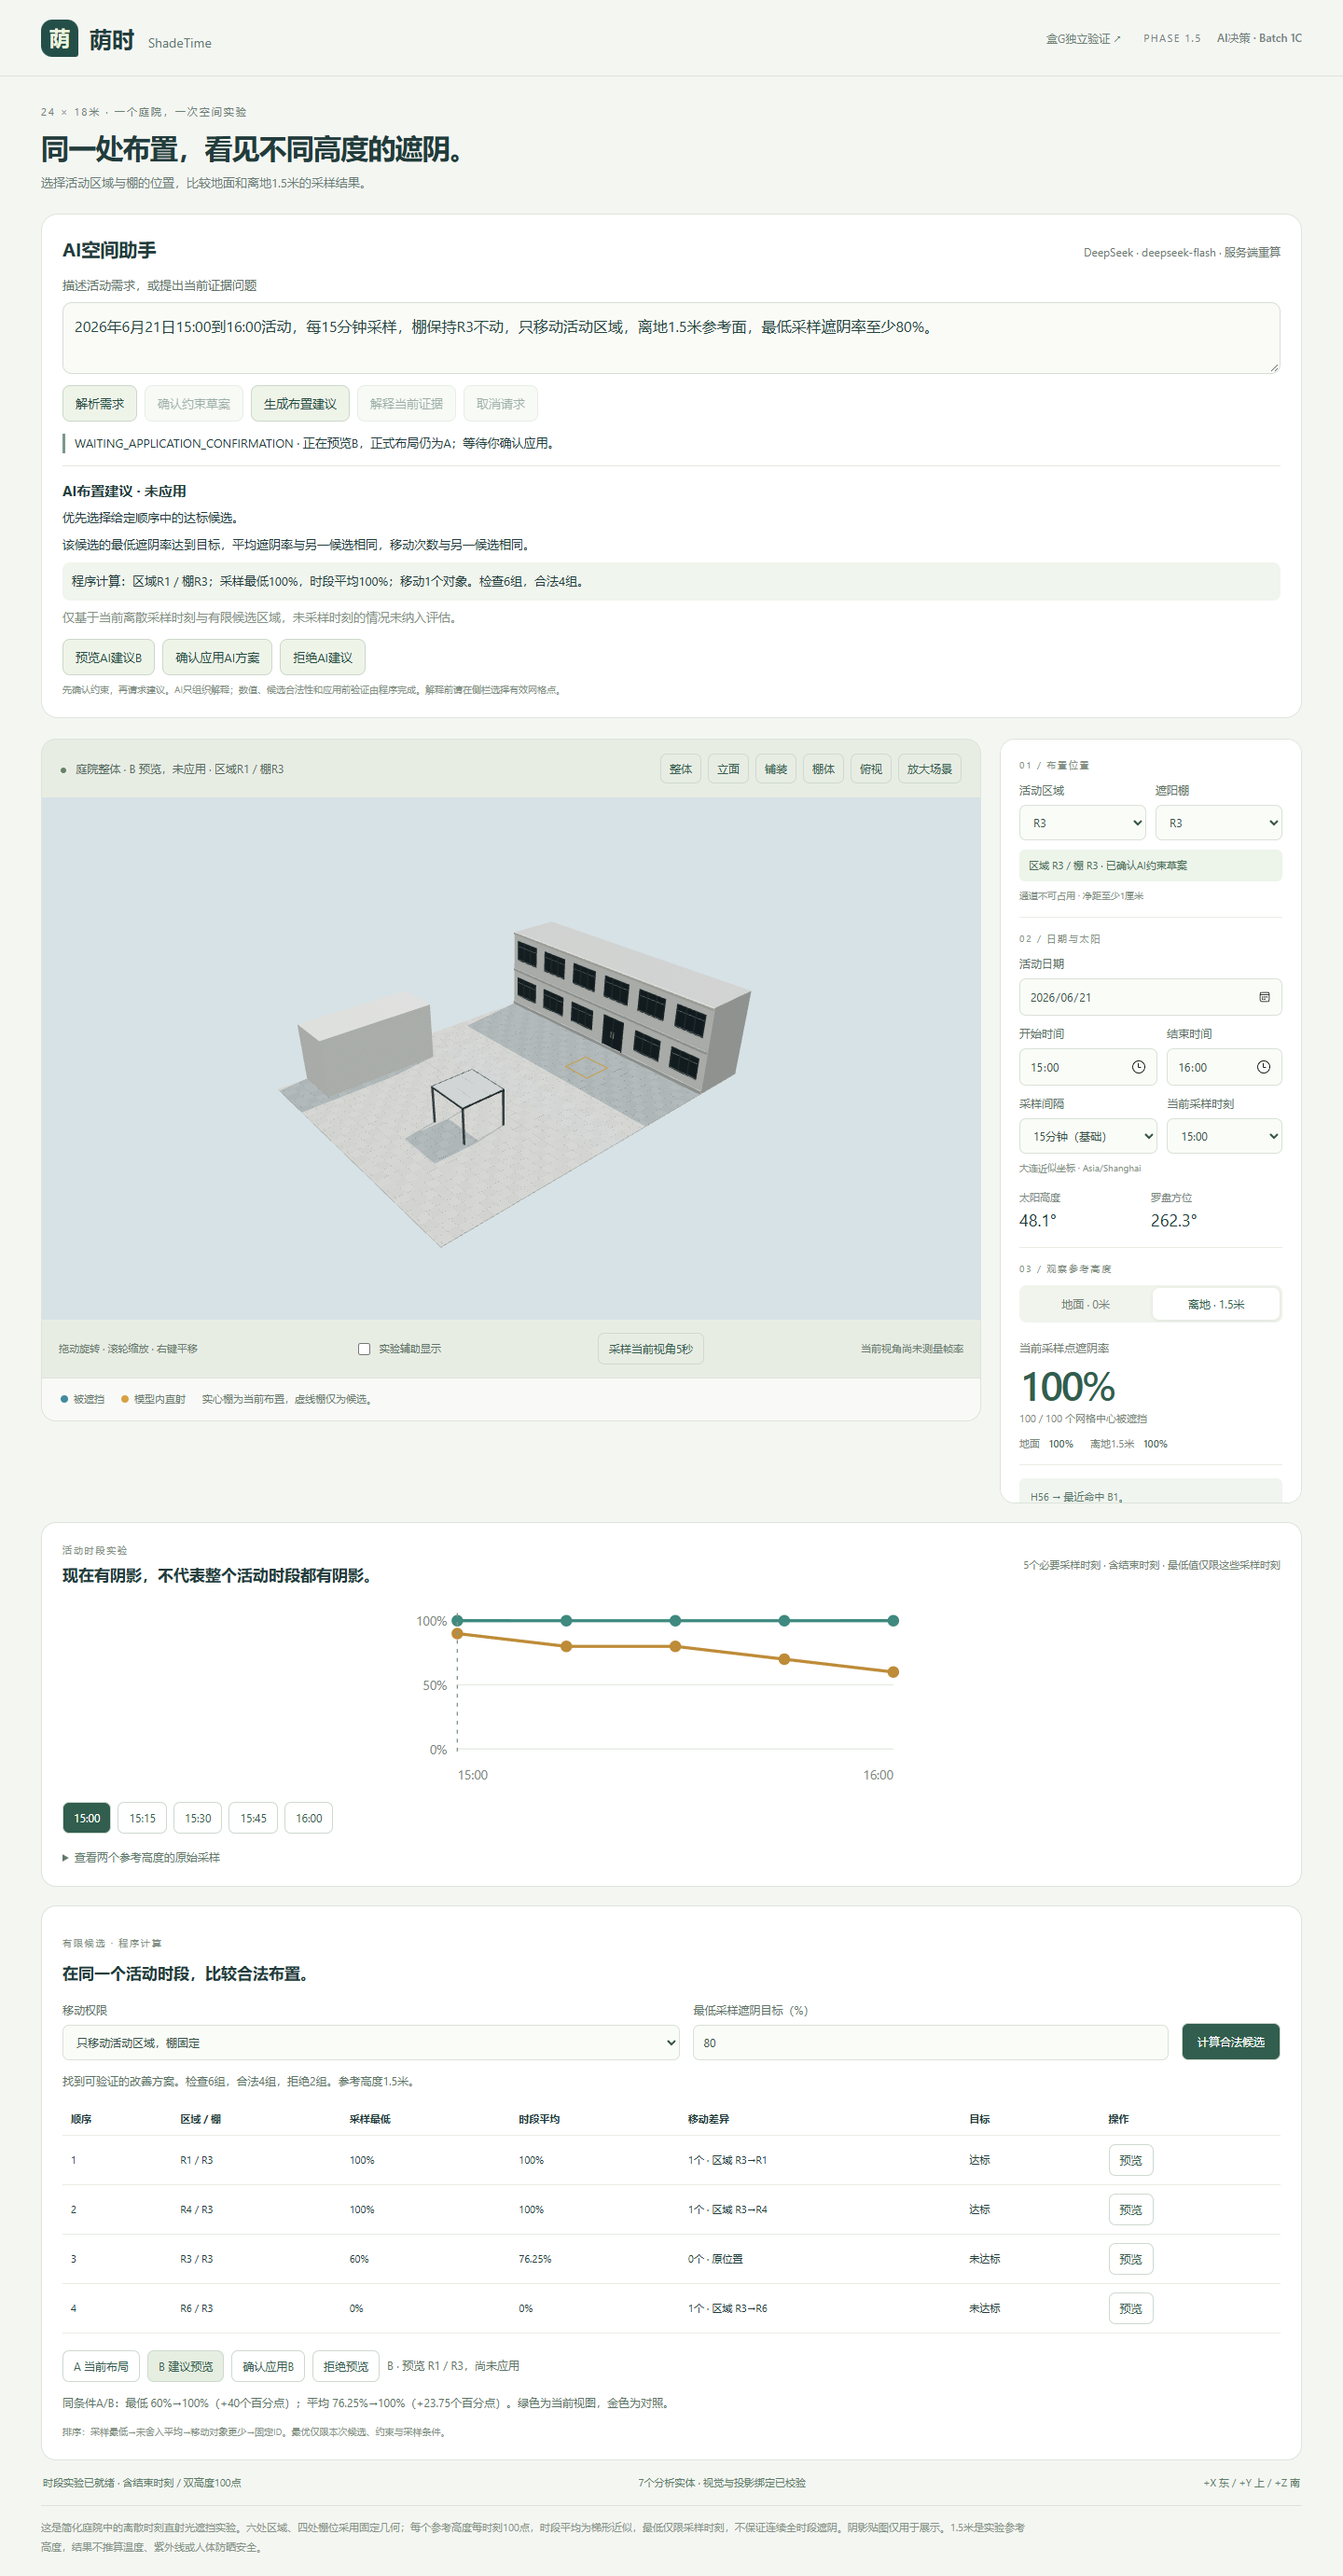 荫 荫时 ShadeTime
盒G独立验证 ↗ PHASE 1.5 AI决策 · Batch 1C
24 × 18米 · 一个庭院，一次空间实验
同一处布置，看见不同高度的遮阴。
选择活动区域与棚的位置，比较地面和离地1.5米的采样结果。
AI空间助手
DeepSeek · deepseek-flash · 服务端重算
描述活动需求，或提出当前证据问题
2026年6月21日15:00到16:00活动，每15分钟采样，棚保持R3不动，只移动活动区域，离地1.5米参考面，最低采样遮阴率至少80%。
解析需求 确认约束草案 生成布置建议 解释当前证据 取消请求
WAITING_APPLICATION_CONFIRMATION · 正在预览B，正式布局仍为A；等待你确认应用。
AI布置建议 · 未应用
优先选择给定顺序中的达标候选。
该候选的最低遮阴率达到目标，平均遮阴率与另一候选相同，移动次数与另一候选相同。
程序计算：区域R1 / 棚R3；采样最低100%，时段平均100%；移动1个对象。检查6组，合法4组。
仅基于当前离散采样时刻与有限候选区域，未采样时刻的情况未纳入评估。
预览AI建议B 确认应用AI方案 拒绝AI建议
先确认约束，再请求建议。AI只组织解释；数值、候选合法性和应用前验证由程序完成。解释前请在侧栏选择有效网格点。
庭院整体 · B 预览，未应用 · 区域R1 / 棚R3
整体 立面 铺装 棚体 俯视 放大场景
拖动旋转 · 滚轮缩放 · 右键平移
实验辅助显示
采样当前视角5秒
当前视角尚未测量帧率
被遮挡 模型内直射 实心棚为当前布置，虚线棚仅为候选。
01 / 布置位置
活动区域 遮阳棚
R3 R3
区域 R3 / 棚 R3 · 已确认AI约束草案
通道不可占用 · 净距至少1厘米
02 / 日期与太阳
活动日期
2026/06/21
开始时间 结束时间
15:00 16:00
采样间隔 当前采样时刻
15分钟（基础） 15:00
大连近似坐标 · Asia/Shanghai
太阳高度 罗盘方位
48.1° 262.3°
03 / 观察参考高度
地面 · 0米 离地 · 1.5米
当前采样点遮阴率
100%
100 / 100 个网格中心被遮挡
地面 100% 离地1.5米 100%
H56 → 最近命中 B1。
活动时段实验
现在有阴影，不代表整个活动时段都有阴影。
5个必要采样时刻 · 含结束时刻 · 最低值仅限这些采样时刻
100%
50%
0%
15:00 16:00
15:00 15:15 15:30 15:45 16:00
▶ 查看两个参考高度的原始采样
有限候选 · 程序计算
在同一个活动时段，比较合法布置。
移动权限 最低采样遮阴目标（%）
只移动活动区域，棚固定 80 计算合法候选
找到可验证的改善方案。检查6组，合法4组，拒绝2组。参考高度1.5米。
顺序 区域 / 棚 采样最低 时段平均 移动差异 目标 操作
1 R1 / R3 100% 100% 1个 · 区域 R3→R1 达标 预览
2 R4 / R3 100% 100% 1个 · 区域 R3→R4 达标 预览
3 R3 / R3 60% 76.25% 0个 · 原位置 未达标 预览
4 R6 / R3 0% 0% 1个 · 区域 R3→R6 未达标 预览
A 当前布局 B 建议预览 确认应用B 拒绝预览 B · 预览 R1 / R3，尚未应用
同条件A/B：最低 60%→100%（+40个百分点）；平均 76.25%→100%（+23.75个百分点）。绿色为当前视图，金色为对照。
排序：采样最低→未舍入平均→移动对象更少→固定ID。最优仅限本次候选、约束与采样条件。
时段实验已就绪 · 含结束时刻 / 双高度100点
7个分析实体 · 视觉与投影绑定已校验
+X 东 / +Y 上 / +Z 南
这是简化庭院中的离散时刻直射光遮挡实验。六处区域、四处棚位采用固定几何；每个参考高度每时刻100点，时段平均为梯形近似，最低仅限采样时刻，不保证连续全时段遮阴。阴影贴图仅用于展示。1.5米是实验参考
高度，结果不推算温度、紫外线或人体防晒安全。